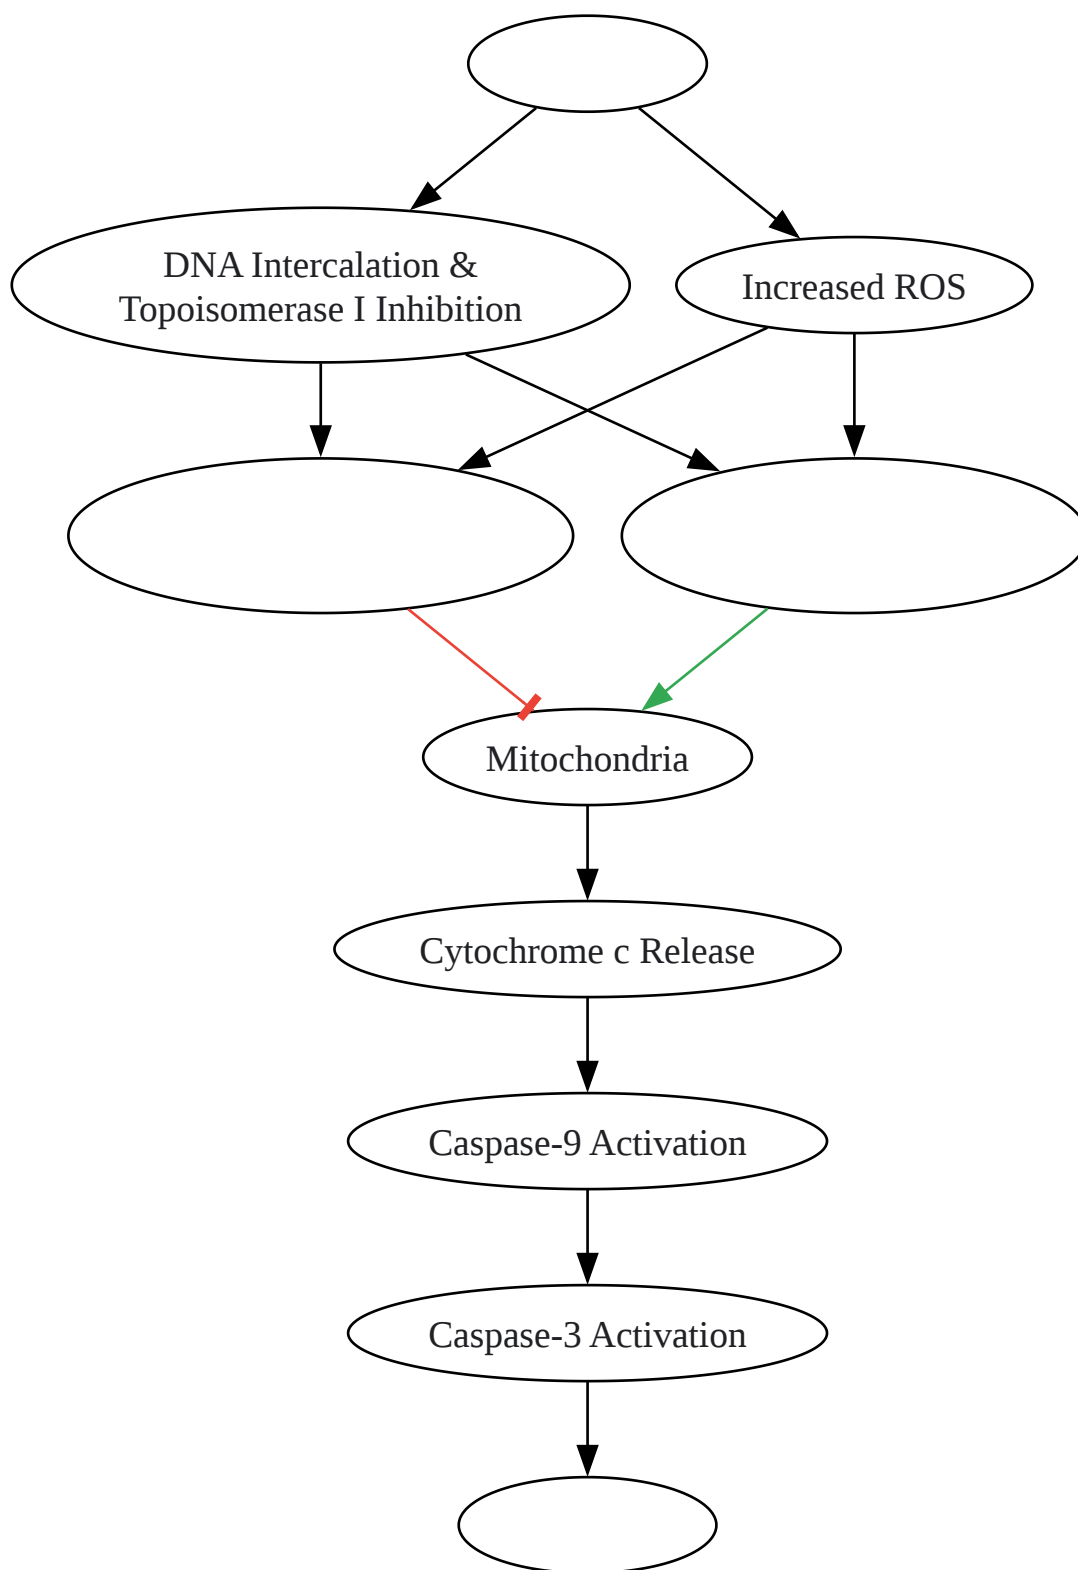 DNA Intercalation &
Topoisomerase I Inhibition
Increased ROS
Mitochondria
Cytochrome c Release
Caspase-9 Activation
Caspase-3 Activation